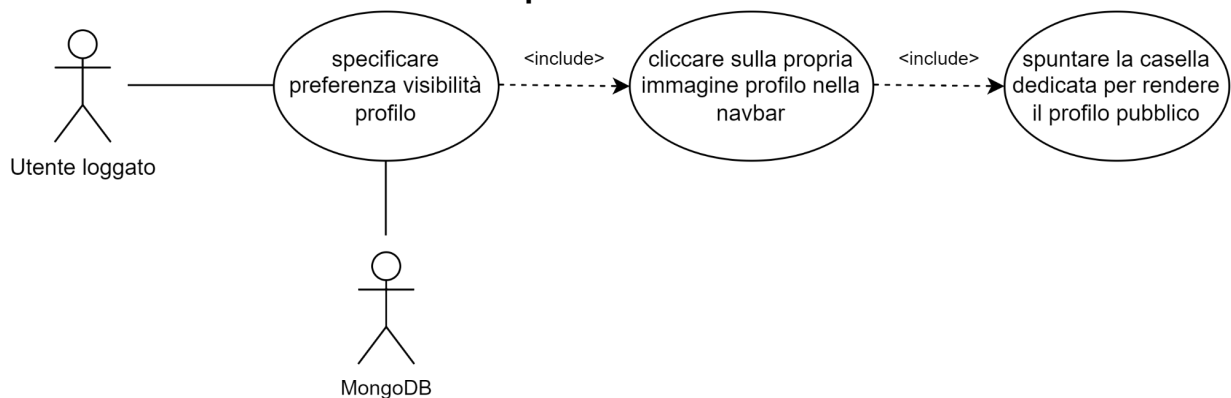 specificare
preferenza visibilità
profilo
<include>
cliccare sulla propria
immagine profilo nella
navbar
<include>
spuntare la casella
dedicata per rendere
il profilo pubblico
Utente loggato
MongoDB